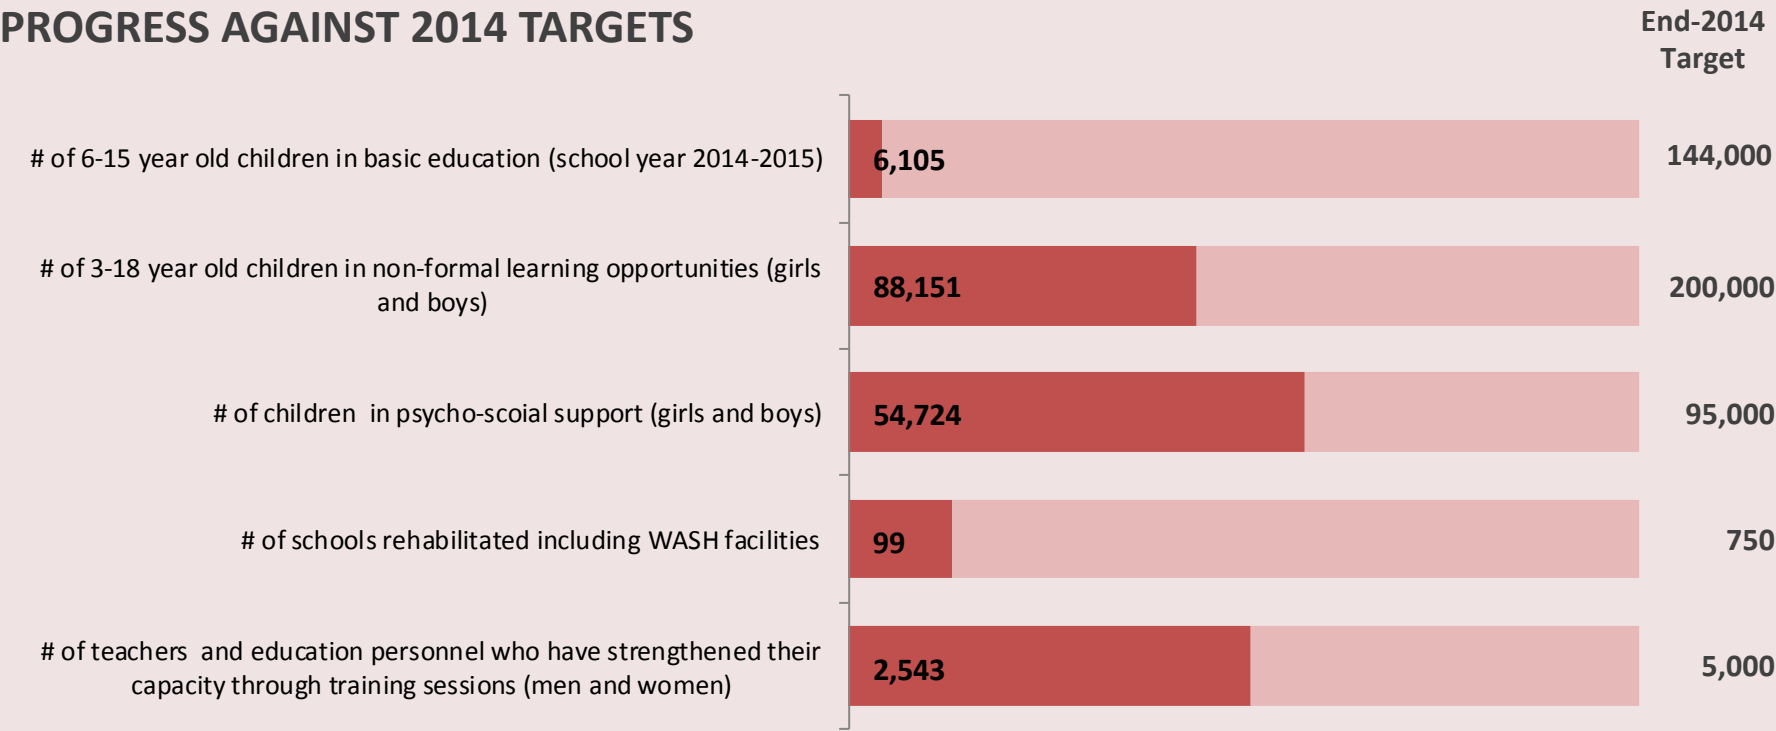 PROGRESS AGAINST 2014 TARGETS
End-2014
Target
# of 6-15 year old children in basic education (school year 2014-2015)
6,105
144,000
# of 3-18 year old children in non-formal learning opportunities (girls
and boys)
88,151
200,000
# of children in psycho-scoial support (girls and boys)
54,724
95,000
# of schools rehabilitated including WASH facilities
99
750
# of teachers and education personnel who have strengthened their
capacity through training sessions (men and women)
2,543
5,000